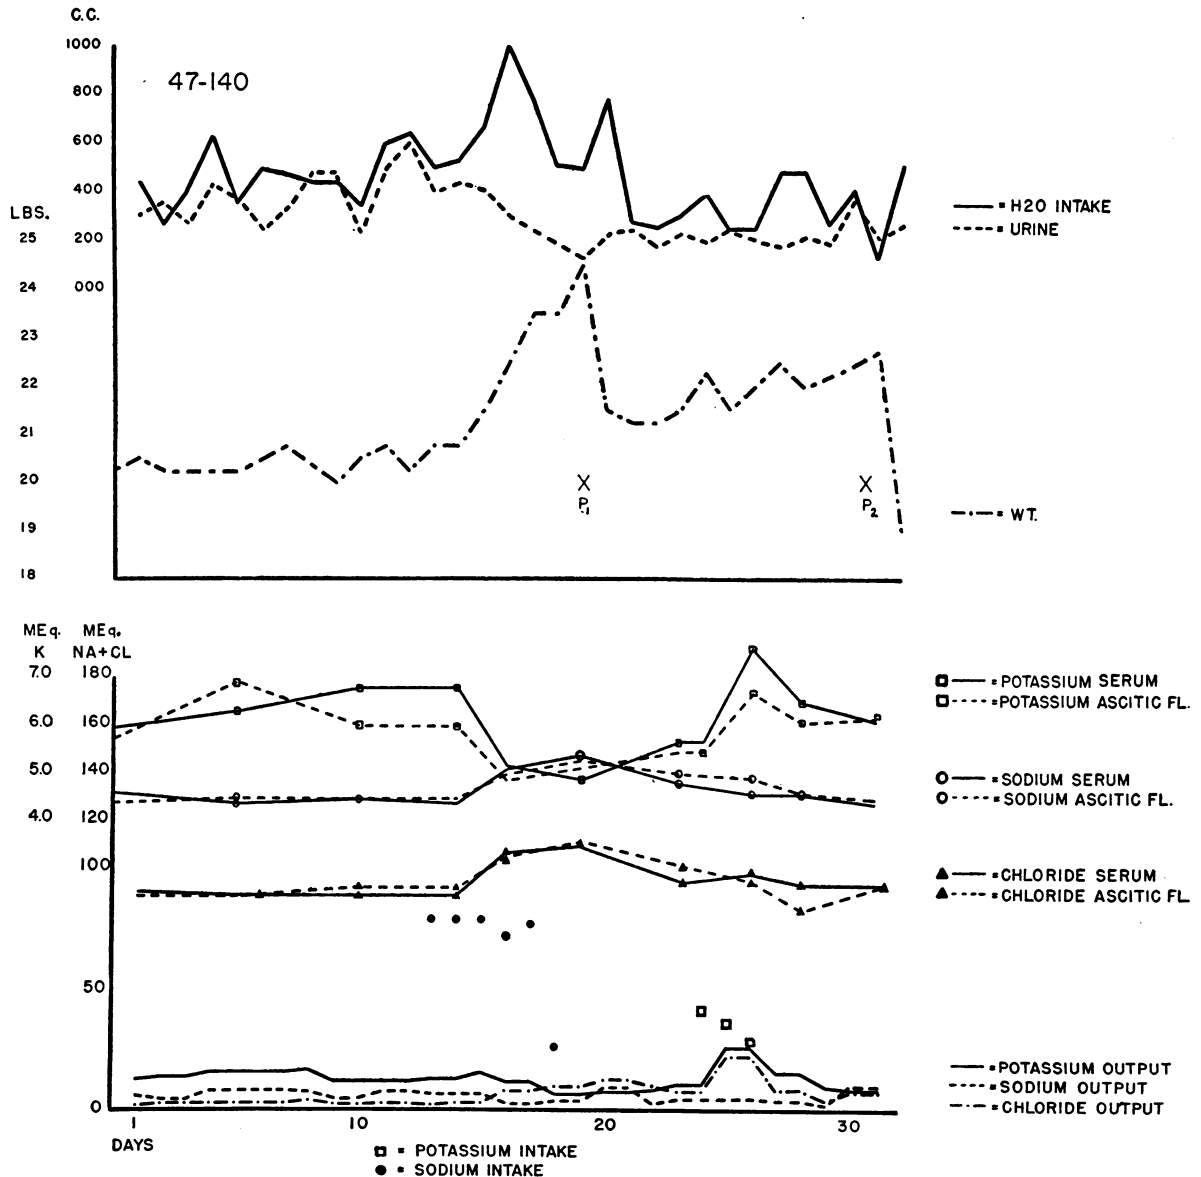 C.C.
1000
47-140
800
600
400
LBS.
25 200
24 000
23
22
21
20
19
18
X
P1
X
P2
= H2O INTAKE
= URINE
= WT.
MEq. MEq.
K NA+CL
7.0 180
6.0 160
5.0 140
4.0 120
100
50
0
= POTASSIUM SERUM
= POTASSIUM ASCITIC FL.
= SODIUM SERUM
= SODIUM ASCITIC FL.
= CHLORIDE SERUM
= CHLORIDE ASCITIC FL.
= POTASSIUM OUTPUT
= SODIUM OUTPUT
= CHLORIDE OUTPUT
1 10 20 30
DAYS
= POTASSIUM INTAKE
= SODIUM INTAKE